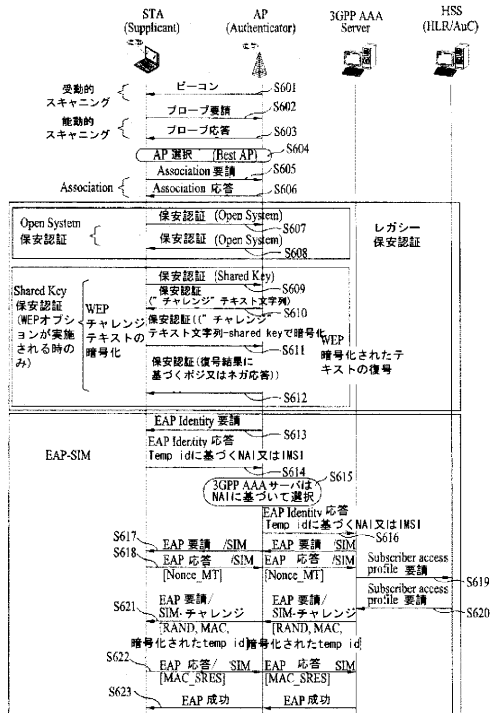 STA
(Supplicant)
AP
(Authenticator)
3GPP AAA
Server
HSS
(HLR/AuC)
受動的
スキャニング
ビーコン
S601
能動的
スキャニング
プローブ要請
S602
プローブ応答
S603
AP 選択 (Best AP)
S604
Association
Association 要請
S605
Association 応答
S606
Open System
保安認証
保安認証 (Open System)
S607
保安認証 (Open System)
S608
レガシー
保安認証
Shared Key
保安認証
(WEPオプシ
ョンが実施
される時の
み)
WEP
チャレンジ
テキストの
暗号化
保安認証 (Shared Key)
S609
保安認証
("チャレンジ"テキスト文字列)
S610
保安認証(("チャレンジ"
テキスト文字列-shared keyで暗号化
S611
WEP
暗号化されたテ
キストの復号
保安認証(復号結果に
基づくポジ又はネガ応答))
S612
EAP-SIM
EAP Identity 要請
S613
EAP Identity 応答
Temp idに基づくNAI又はIMSI
S614
3GPP AAAサーバは
NAIに基づいて選択
S615
EAP Identity 応答
Temp idに基づくNAI又はIMSI
S616
S617
EAP 要請 /SIM
EAP 要請 /SIM
S618
EAP 応答 /SIM
[Nonce_MT]
EAP 応答 /SIM
[Nonce_MT]
Subscriber access
profile 要請
S619
Subscriber access
profile 要請
S620
S621
EAP 要請/
SIM-チャレンジ
[RAND, MAC,
暗号化されたtemp id]
EAP 要請/
SIM-チャレンジ
[RAND, MAC,
暗号化されたtemp id]
S622
EAP 応答 / SIM
[MAC_SRES]
EAP 応答 SIM
[MAC_SRES]
S623
EAP 成功
EAP 成功